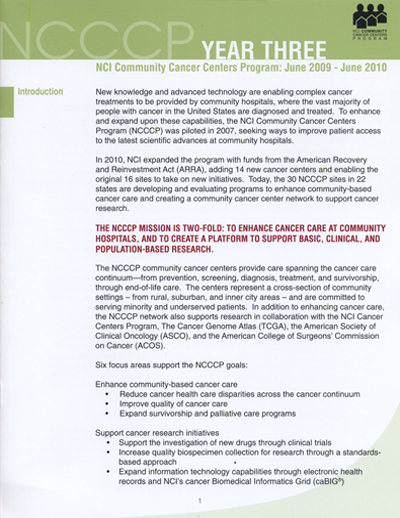 NCCCP YEAR THREE
NCI COMMUNITY
CANCER CENTERS
PROGRAM
NCI Community Cancer Centers Program: June 2009 - June 2010
Introduction
New knowledge and advanced technology are enabling complex cancer
treatments to be provided by community hospitals, where the vast majority of
people with cancer in the United States are diagnosed and treated. To enhance
and expand upon these capabilities, the NCI Community Cancer Centers
Program (NCCCP) was piloted in 2007, seeking ways to improve patient access
to the latest scientific advances at community hospitals.
In 2010, NCI expanded the program with funds from the American Recovery
and Reinvestment Act (ARRA), adding 14 new cancer centers and enabling the
original 16 sites to take on new initiatives. Today, the 30 NCCCP sites in 22
states are developing and evaluating programs to enhance community-based
cancer care and creating a community cancer center network to support cancer
research.
THE NCCCP MISSION IS TWO-FOLD: TO ENHANCE CANCER CARE AT COMMUNITY
HOSPITALS, AND TO CREATE A PLATFORM TO SUPPORT BASIC, CLINICAL, AND
POPULATION-BASED RESEARCH.
The NCCCP community cancer centers provide care spanning the cancer care
continuum—from prevention, screening, diagnosis, treatment, and survivorship,
through end-of-life care. The centers represent a cross-section of community
settings – from rural, suburban, and inner city areas – and are committed to
serving minority and underserved patients. In addition to enhancing cancer care,
the NCCCP network also supports research in collaboration with the NCI Cancer
Centers Program, The Cancer Genome Atlas (TCGA), the American Society of
Clinical Oncology (ASCO), and the American College of Surgeons' Commission
on Cancer (ACOS).
Six focus areas support the NCCCP goals:
Enhance community-based cancer care
• Reduce cancer health care disparities across the cancer continuum
• Improve quality of cancer care
• Expand survivorship and palliative care programs
Support cancer research initiatives
• Support the investigation of new drugs through clinical trials
• Increase quality biospecimen collection for research through a standards-
based approach
• Expand information technology capabilities through electronic health
records and NCI's cancer Biomedical Informatics Grid (caBIG®)
1